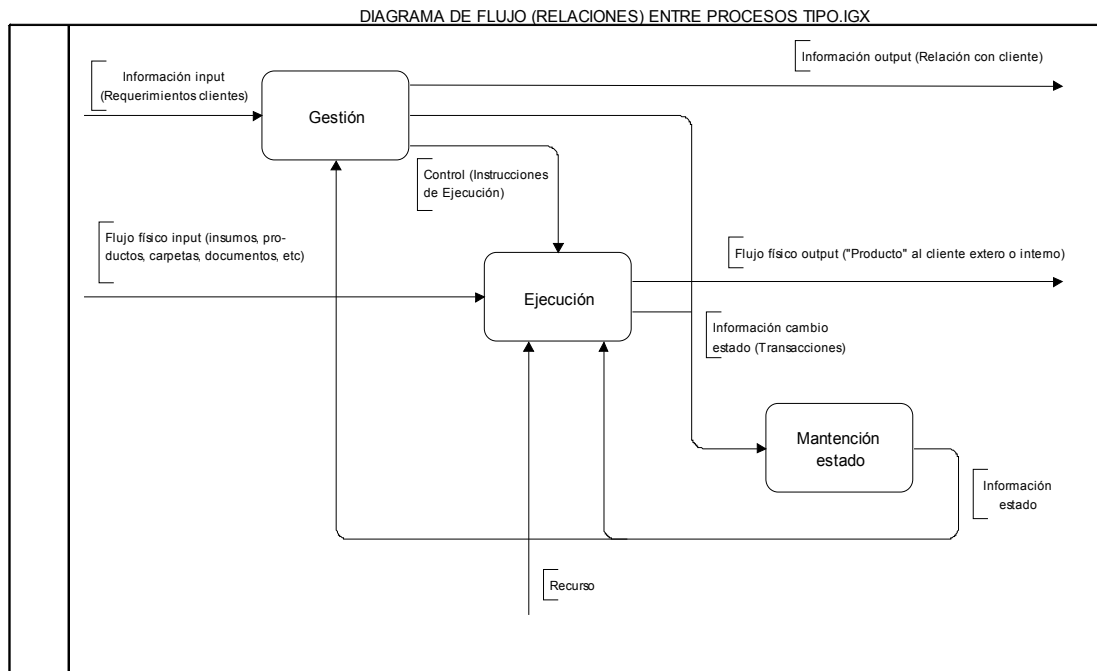 DIAGRAMA DE FLUJO (RELACIONES) ENTRE PROCESOS TIPO.IGX
Información input
(Requerimientos clientes)
Información output (Relación con cliente)
Gestión
Control (Instrucciones
de Ejecución)
Flujo físico input (insumos, pro-
ductos, carpetas, documentos, etc)
Flujo físico output ("Producto" al cliente extero o interno)
Ejecución
Información cambio
estado (Transacciones)
Mantención
estado
Información
estado
Recurso